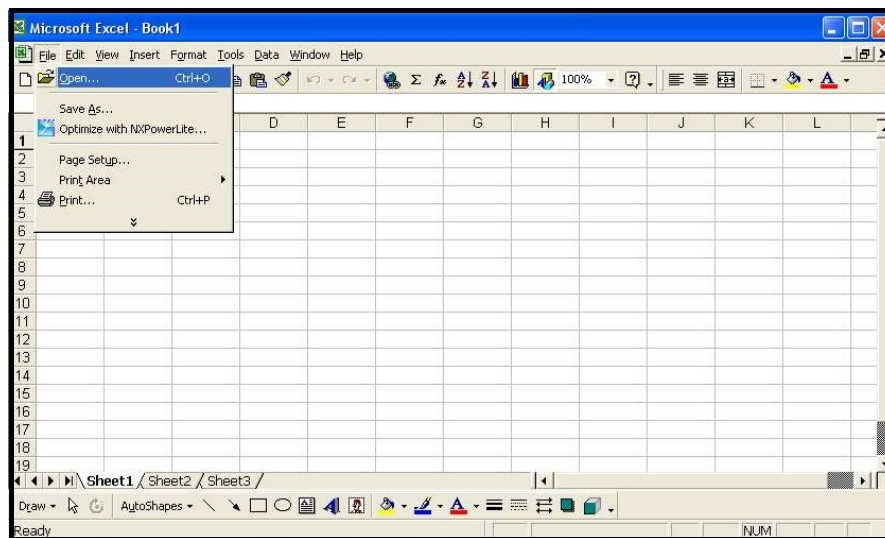 Microsoft Excel - Book1
File Edit View Insert Format Tools Data Window Help
Open... Ctrl+O
100%
Save As...
Optimize with NXPowerLite...
Page Setup...
Print Area
Print... Ctrl+P
D E F G H I J K L
1
2
3
4
5
6
7
8
9
10
11
12
13
14
15
16
17
18
19
Sheet1 Sheet2 Sheet3
Draw AutoShapes
Ready NUM